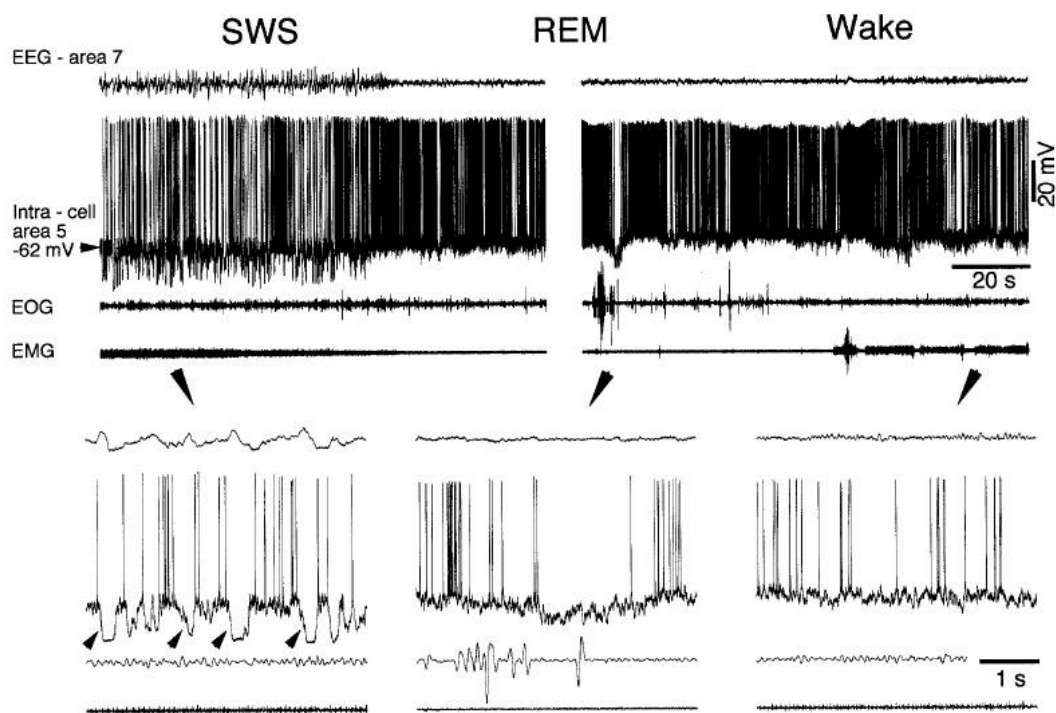 SWS REM Wake
EEG - area 7
Intra - cell
area 5
-62 mV
20 mV
20 s
EOG
EMG
1 s